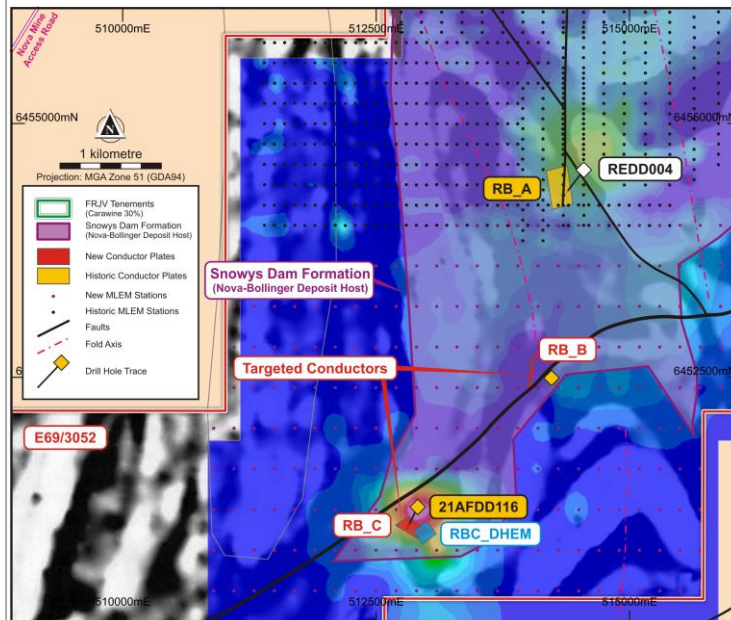 Nova Mine
Access Road
510000mE
512500mE
515000mE
6455000mN
6455000mN
1 kilometre
Projection: MGA Zone 51 (GDA94)
FRJV Tenements
(Carawine 30%)
Snowys Dam Formation
(Nova-Bollinger Deposit Host)
New Conductor Plates
Historic Conductor Plates
New MLEM Stations
Historic MLEM Stations
Faults
Fold Axis
Drill Hole Trace
REDD004
RB_A
Snowys Dam Formation
(Nova-Bollinger Deposit Host)
RB_B
Targeted Conductors
6452500mN
E69/3052
21AFDD116
RB_C
RBC_DHEM
510000mE
512500mE
515000mE